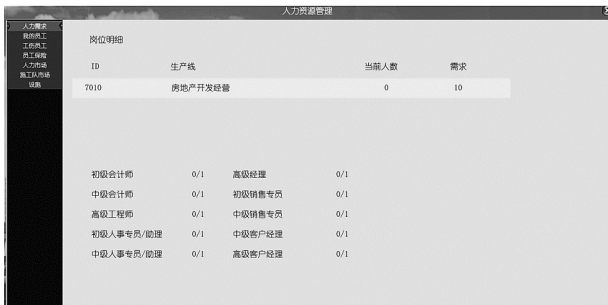 人力资源管理
人力需求
我的员工
工伤员工
员工保险
人力市场
施工队市场
设施
岗位明细
ID 生产线 当前人数 需求
7010 房地产开发经营 0 10
初级会计师 0/1 高级经理 0/1
中级会计师 0/1 初级销售专员 0/1
高级工程师 0/1 中级销售专员 0/1
初级人事专员/助理 0/1 中级客户经理 0/1
中级人事专员/助理 0/1 高级客户经理 0/1